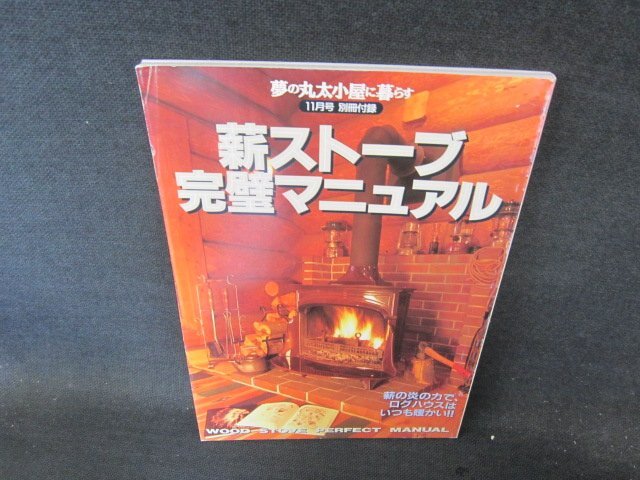 夢の丸太小屋に暮らす
11月号 別冊付録
薪ストーブ
完璧マニュアル
薪の炎の力で、
ログハウスは
いつも暖かい!!
WOOD STOVE PERFECT MANUAL